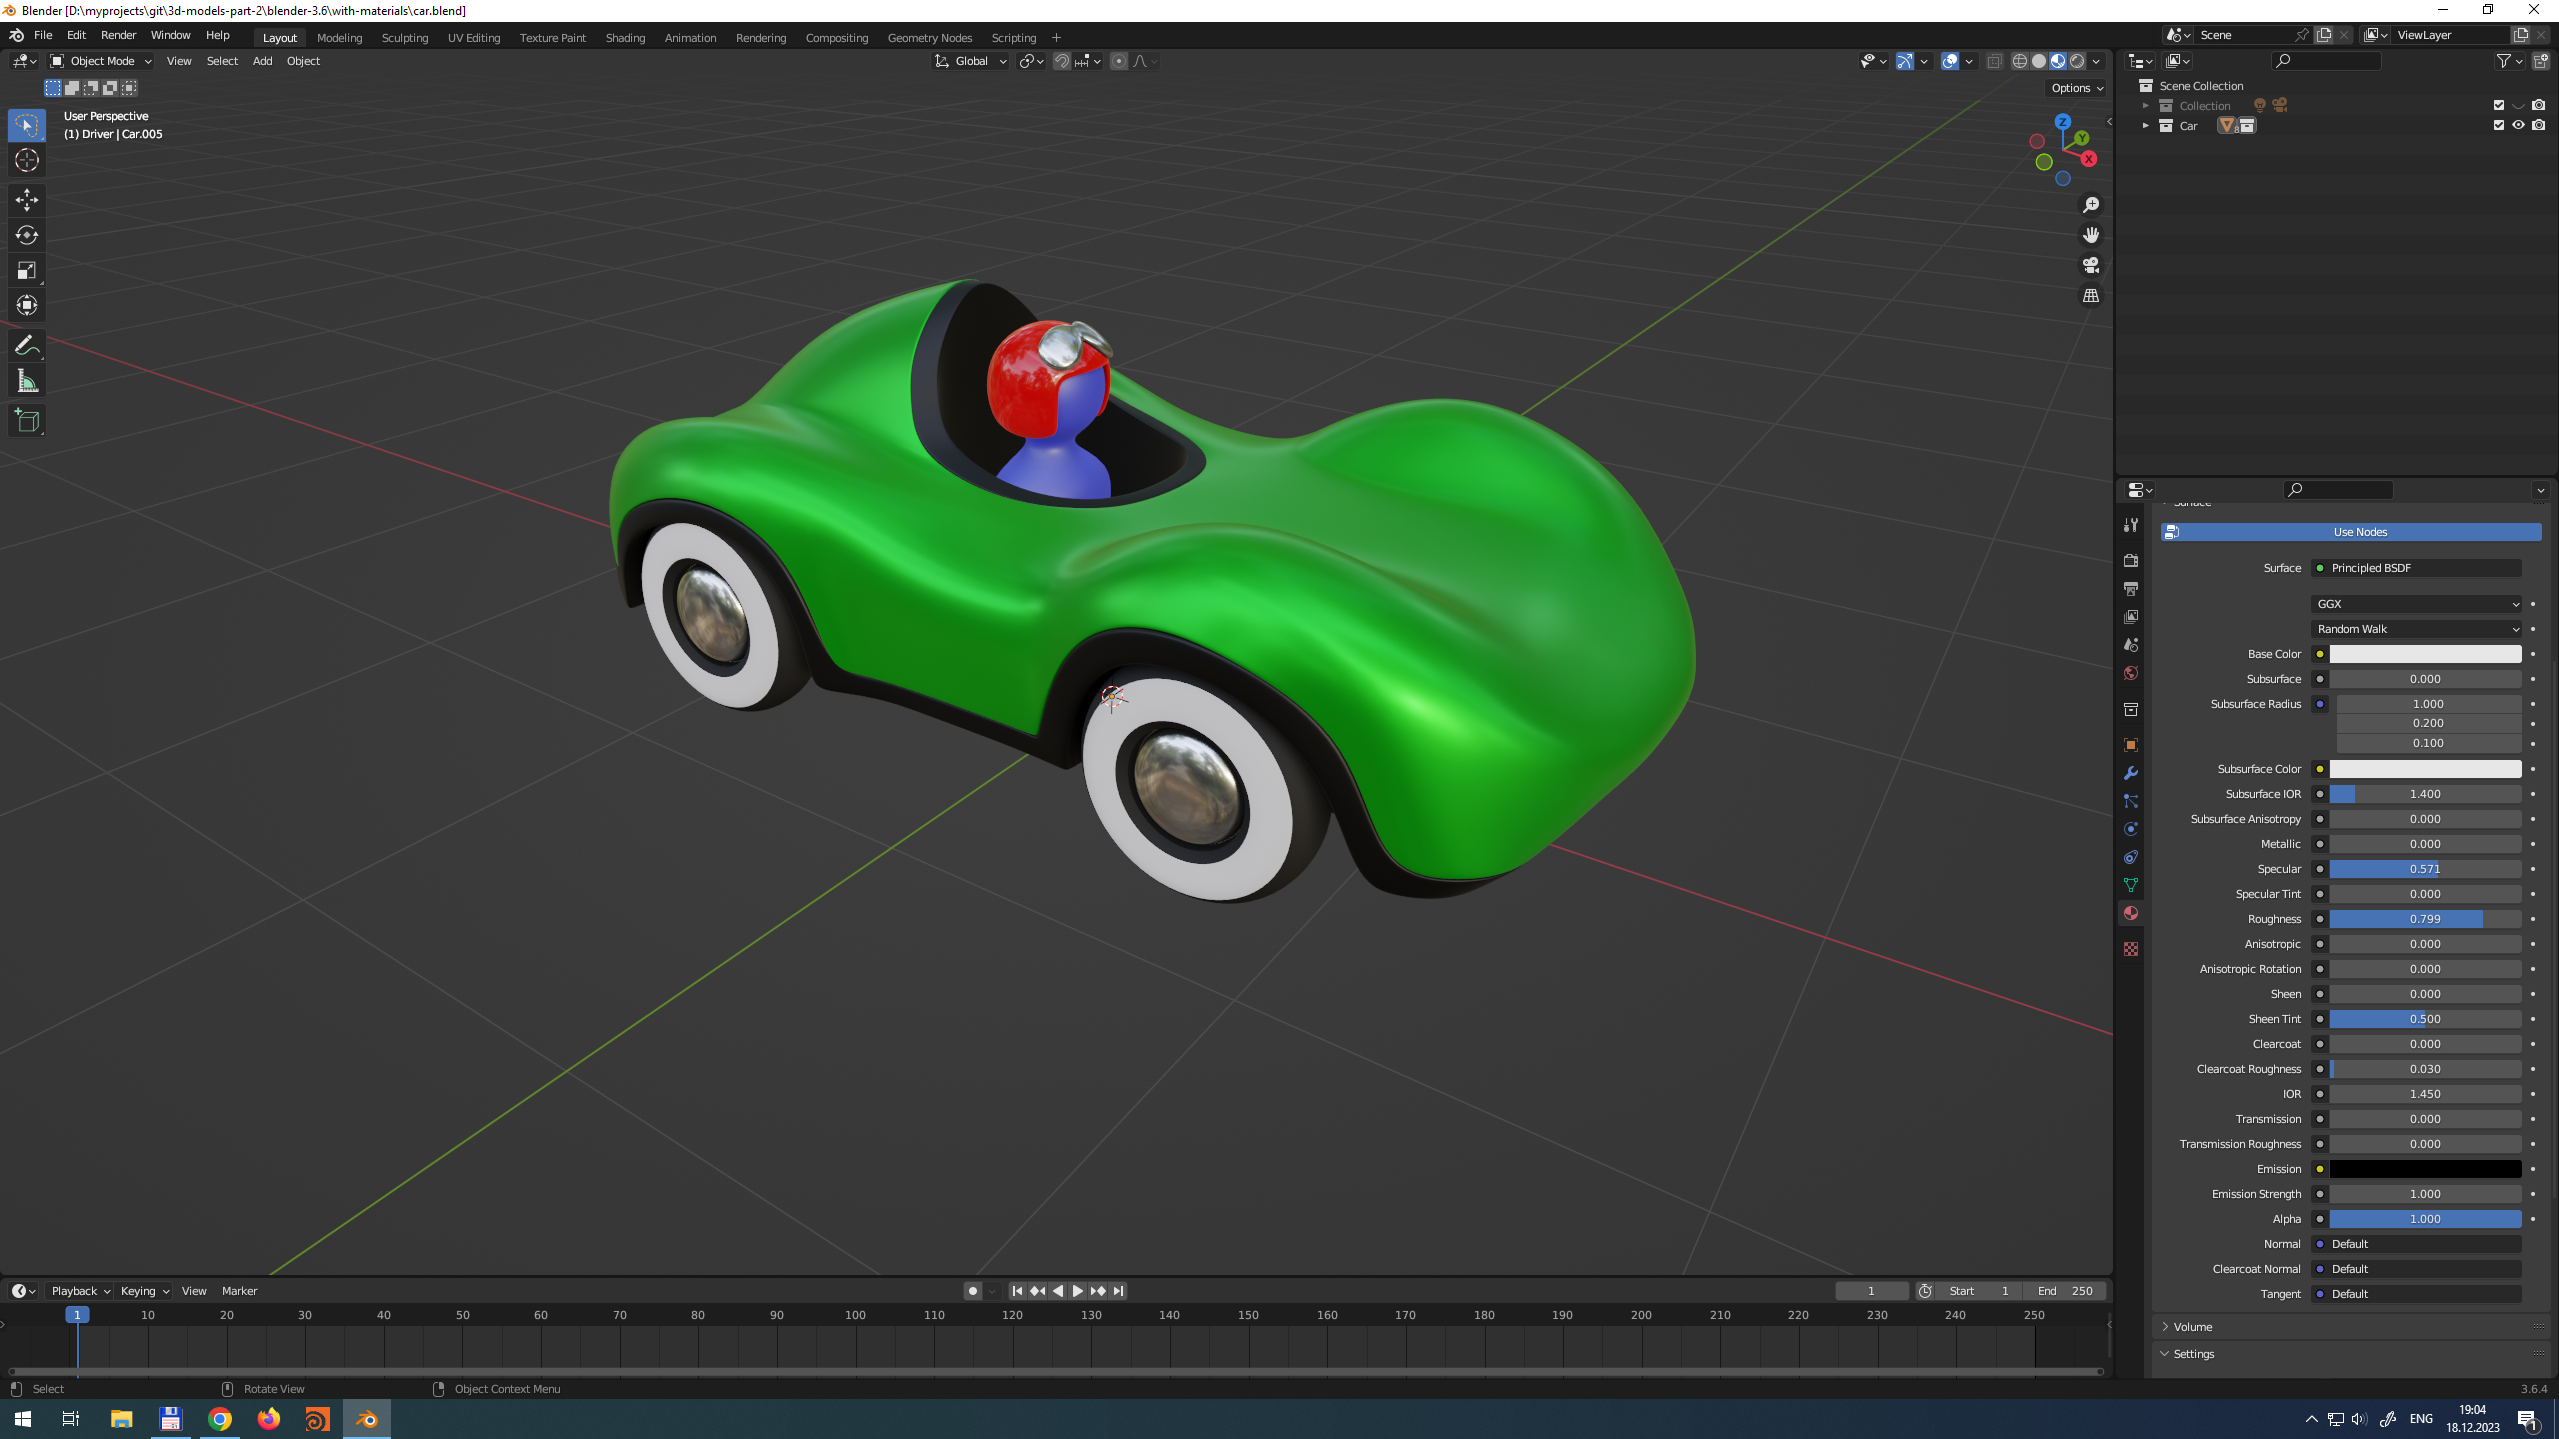 Blender [D:\myprojects\git\3d-models-part-2\blender-3.6\with-materials\car.blend]
File Edit Render Window Help Layout Modeling Sculpting UV Editing Texture Paint Shading Animation Rendering Compositing Geometry Nodes Scripting + Scene ViewLayer
Object Mode View Select Add Object Global
Options
User Perspective
(1) Driver | Car.005
Z
Y
X
Scene Collection
Collection
Car 8
Surface
Use Nodes
Surface Principled BSDF
GGX
Random Walk
Base Color
Subsurface 0.000
Subsurface Radius 1.000
0.200
0.100
Subsurface Color
Subsurface IOR 1.400
Subsurface Anisotropy 0.000
Metallic 0.000
Specular 0.571
Specular Tint 0.000
Roughness 0.799
Anisotropic 0.000
Anisotropic Rotation 0.000
Sheen 0.000
Sheen Tint 0.500
Clearcoat 0.000
Clearcoat Roughness 0.030
IOR 1.450
Transmission 0.000
Transmission Roughness 0.000
Emission
Emission Strength 1.000
Alpha 1.000
Normal Default
Clearcoat Normal Default
Tangent Default
Volume
Settings
Playback Keying View Marker 1 Start 1 End 250
1 10 20 30 40 50 60 70 80 90 100 110 120 130 140 150 160 170 180 190 200 210 220 230 240 250
Select Rotate View Object Context Menu 3.6.4
ENG 19:04
18.12.2023
1